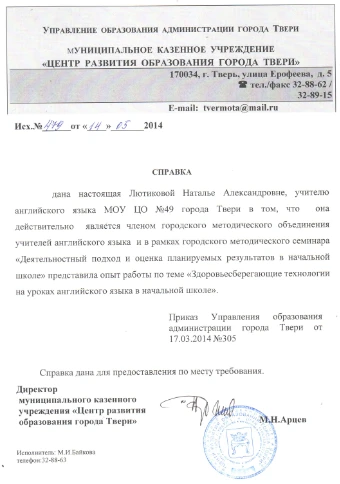 УПРАВЛЕНИЕ ОБРАЗОВАНИЯ АДМИНИСТРАЦИИ ГОРОДА ТВЕРИ
МУНИЦИПАЛЬНОЕ КАЗЕННОЕ УЧРЕЖДЕНИЕ
«ЦЕНТР РАЗВИТИЯ ОБРАЗОВАНИЯ ГОРОДА ТВЕРИ»
170034, г. Тверь, улица Ерофеева, д. 5
☎ тел./факс 32-88-62 /
32-89-15
E-mail: tvermota@mail.ru
Исх.№ 479 от « 14 » 05 2014
СПРАВКА
дана настоящая Лютиковой Наталье Александровне, учителю
английского языка МОУ ЦО №49 города Твери в том, что она
действительно является членом городского методического объединения
учителей английского языка и в рамках городского методического семинара
«Деятельностный подход и оценка планируемых результатов в начальной
школе» представила опыт работы по теме «Здоровьесберегающие технологии
на уроках английского языка в начальной школе».
Приказ Управления образования
администрации города Твери от
17.03.2014 №305
Справка дана для предоставления по месту требования.
Директор
муниципального казенного
учреждения «Центр развития
образования города Твери»
М.Н.Арцев
Исполнитель: М.И.Бойкова
телефон:32-88-63